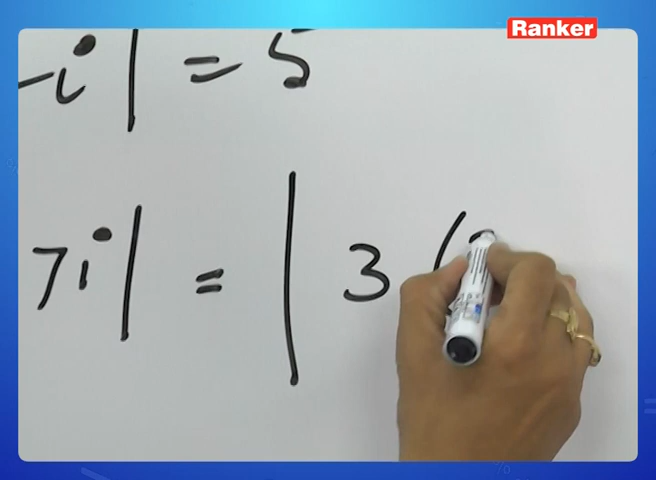 Ranker
-i| = 5
7i| = | 3 (